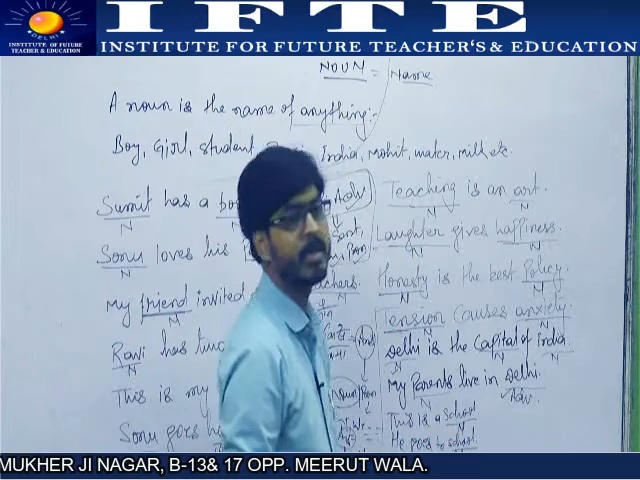 IFTE
INSTITUTE FOR FUTURE TEACHER'S & EDUCATION
DELHI
INSTITUTE OF FUTURE
TEACHER & EDUCATION
NOUN = Name
A noun is the name of anything:-
Boy, Girl, student India, Mohit, water, milk, etc.
Sumit has a
N N
Sonu loves his
N
My friend invited
N
Ravi has two
N
This is my
Sonu goes
Adv
Noun
Teaching is an art.
N N
Laughter gives happiness.
N N
Honesty is the best Policy.
N N
Tension causes anxiety.
N N
Delhi is the capital of India.
N N N
My Parents live in Delhi.
N Adv.
This is a School
N
He goes to school.
MUKHER JI NAGAR, B-13& 17 OPP. MEERUT WALA.